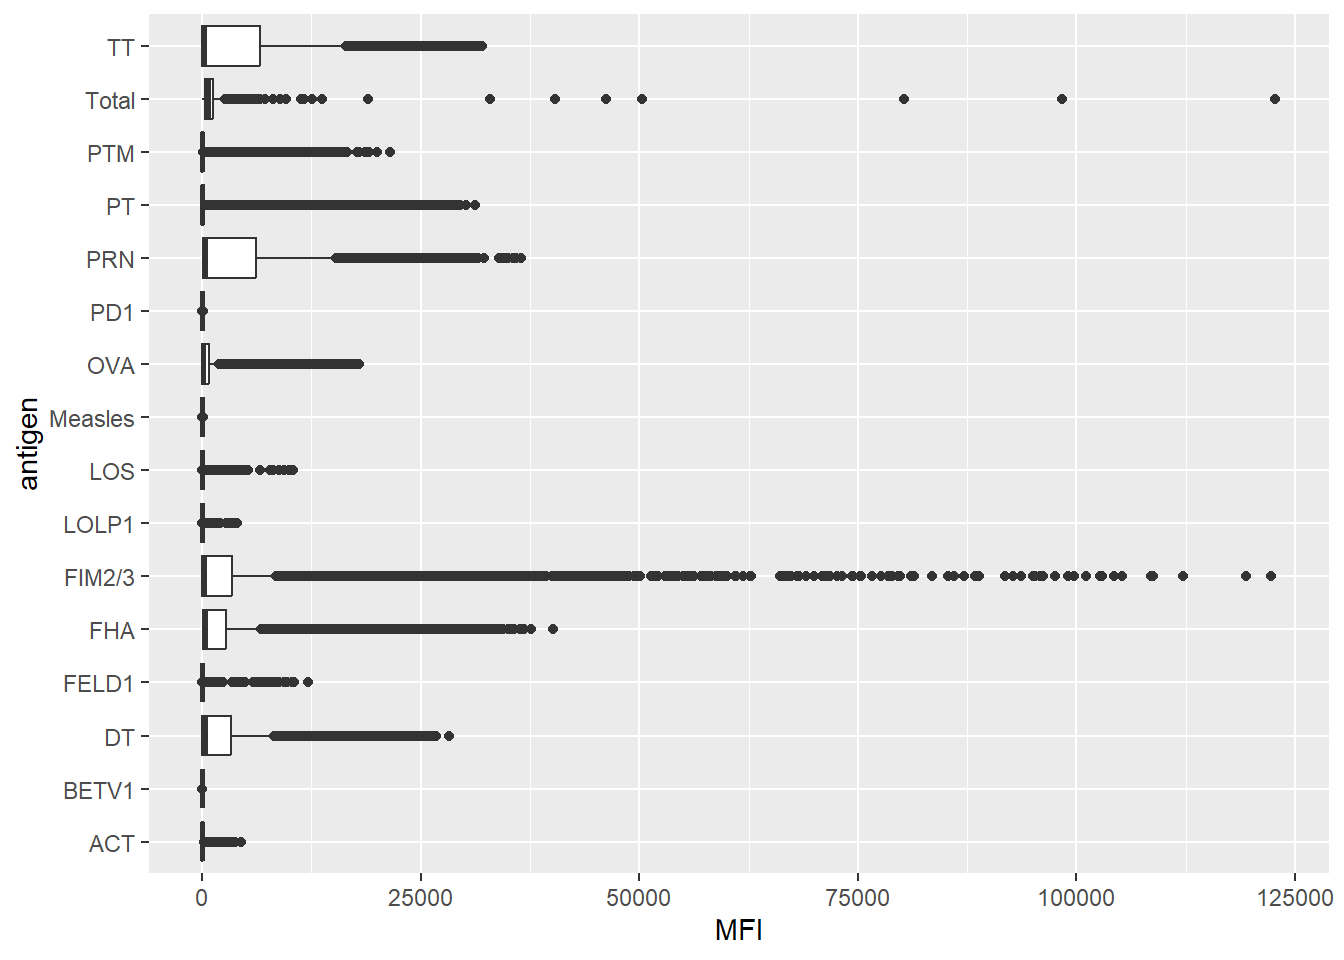 TT
Total
PTM
PT
PRN
PD1
OVA
Measles
LOS
LOLP1
FIM2/3
FHA
FELD1
DT
BETV1
ACT
antigen
0 25000 50000 75000 100000 125000
MFI